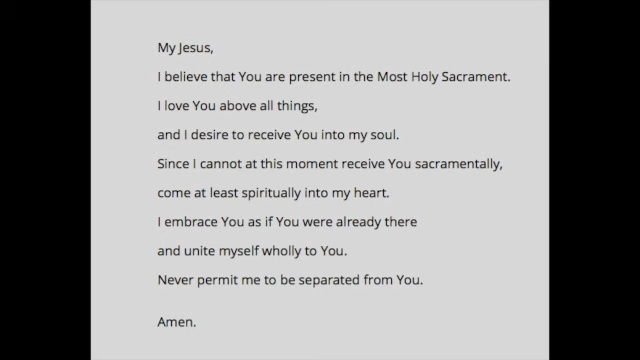 My Jesus,
I believe that You are present in the Most Holy Sacrament.
I love You above all things,
and I desire to receive You into my soul.
Since I cannot at this moment receive You sacramentally,
come at least spiritually into my heart.
I embrace You as if You were already there
and unite myself wholly to You.
Never permit me to be separated from You.
Amen.